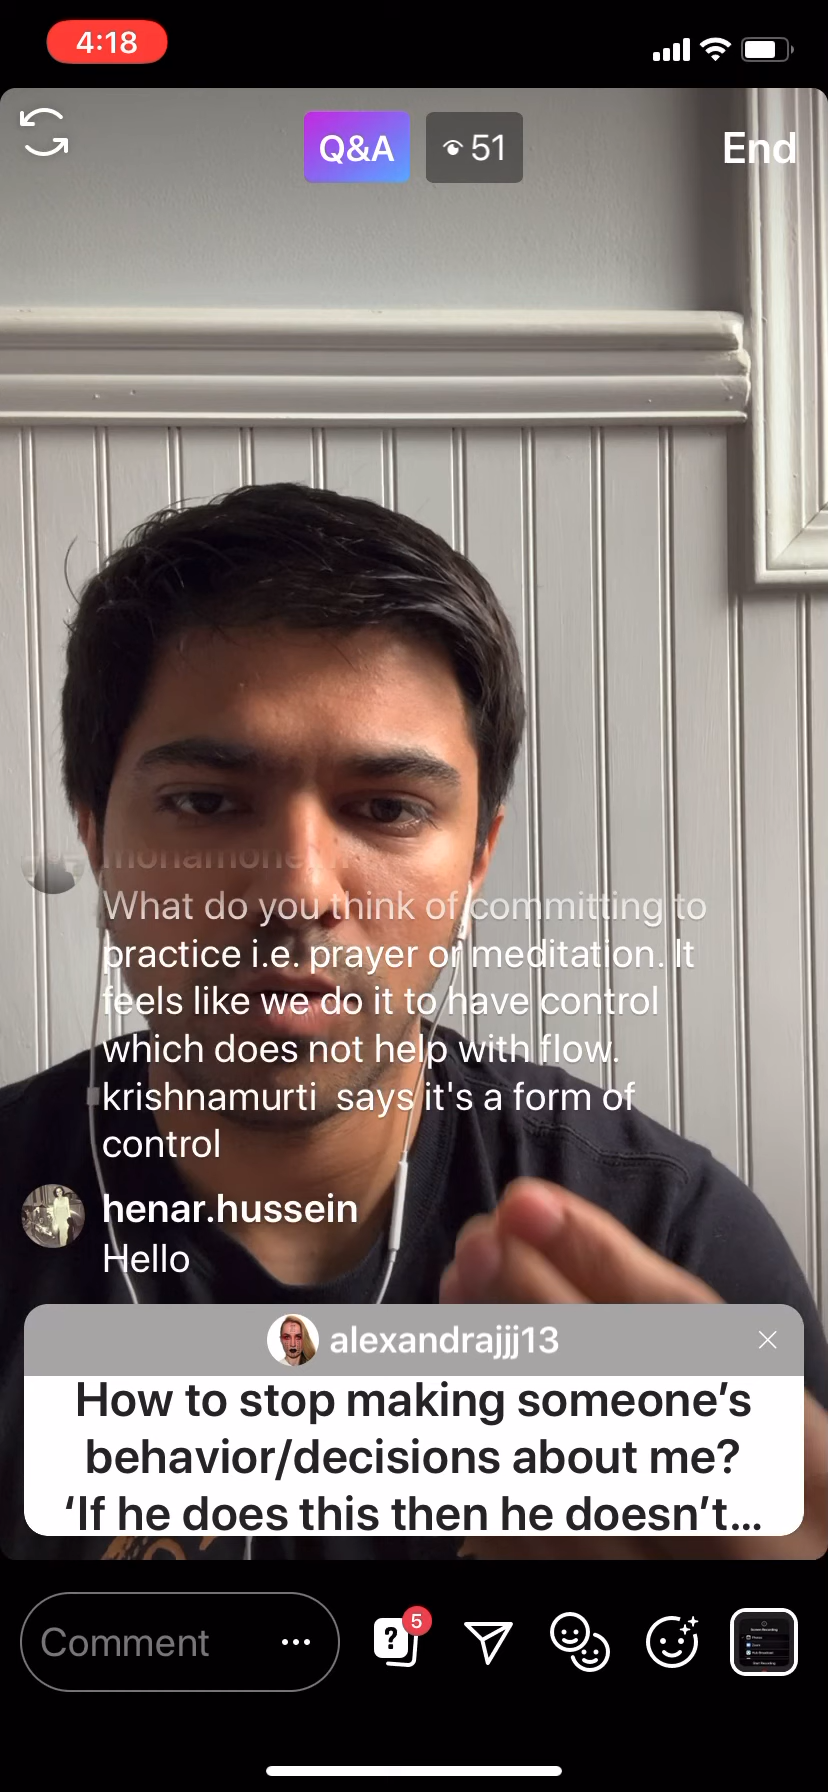 4:18
Q&A
51
End
What do you think of committing to
practice i.e. prayer or meditation. It
feels like we do it to have control
which does not help with flow.
krishnamurti  says it's a form of
control
henar.hussein
Hello
alexandrajjj13
How to stop making someone’s
behavior/decisions about me?
‘If he does this then he doesn’t...
Comment
5